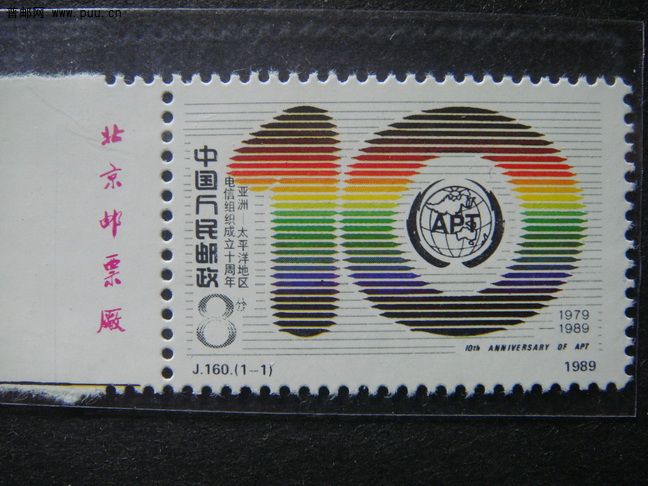 普邮网 www.puu.cn
北京邮票厂
中国人民邮政
亚洲—太平洋地区
电信组织成立十周年
8分
10
APT
1979
1989
10th ANNIVERSARY OF APT
J.160.(1-1)
1989